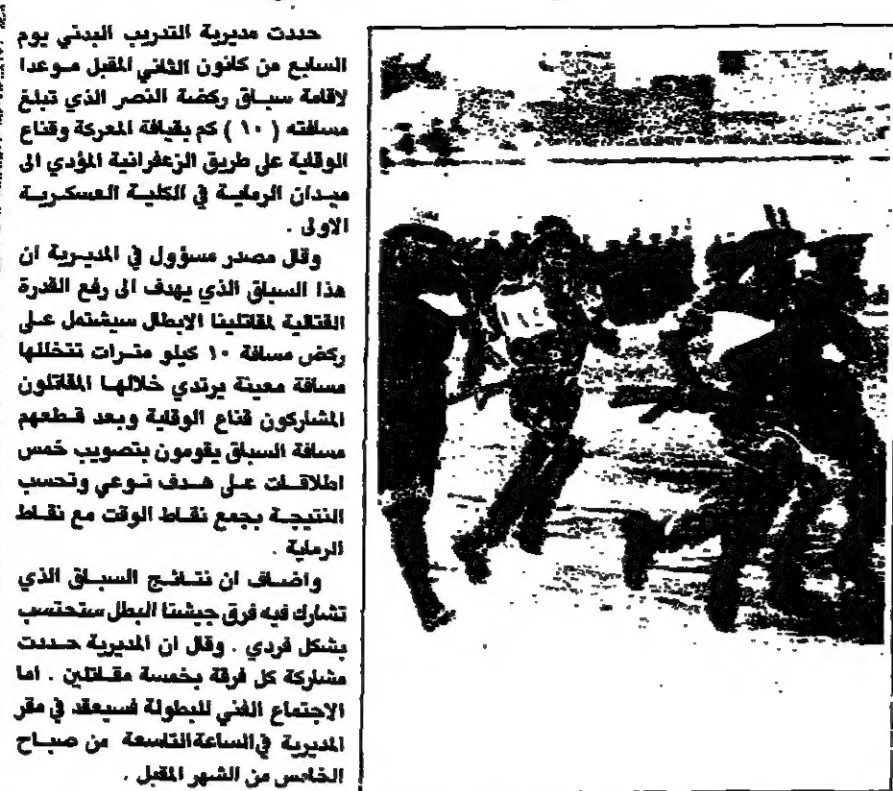 حددت مديرية التدريب البدني يوم
السابع من كانون الثاني المقبل موعدا
لاقامة سباق ركضة النصر الذي تبلغ
مسافته ( ١٠ ) كم بقيافة المعركة وقناع
الوقاية على طريق الزعفرانية المؤدي الى
ميدان الرماية في الكلية العسكرية
الاولى .
وقال مصدر مسؤول في المديرية ان
هذا السباق الذي يهدف الى رفع القدرة
القتالية لمقاتلينا الابطال سيشتمل على
ركض مسافة ١٠ كيلو مترات تتخللها
مسافة معينة يرتدي خلالها المقاتلون
المشاركون قناع الوقاية وبعد قطعهم
مسافة السباق يقومون بتصويب خمس
اطلاقات على هدف نوعي وتحسب
النتيجة بجمع نقاط الوقت مع نقاط
الرماية .
واضاف ان نتائج السباق الذي
تشارك فيه فرق جيشنا البطل ستحتسب
بشكل فردي . وقال ان المديرية حددت
مشاركة كل فرقة بخمسة مقاتلين . اما
الاجتماع الفني للبطولة فسيعقد في مقر
المديرية في الساعة التاسعة من صباح
الخامس من الشهر المقبل .